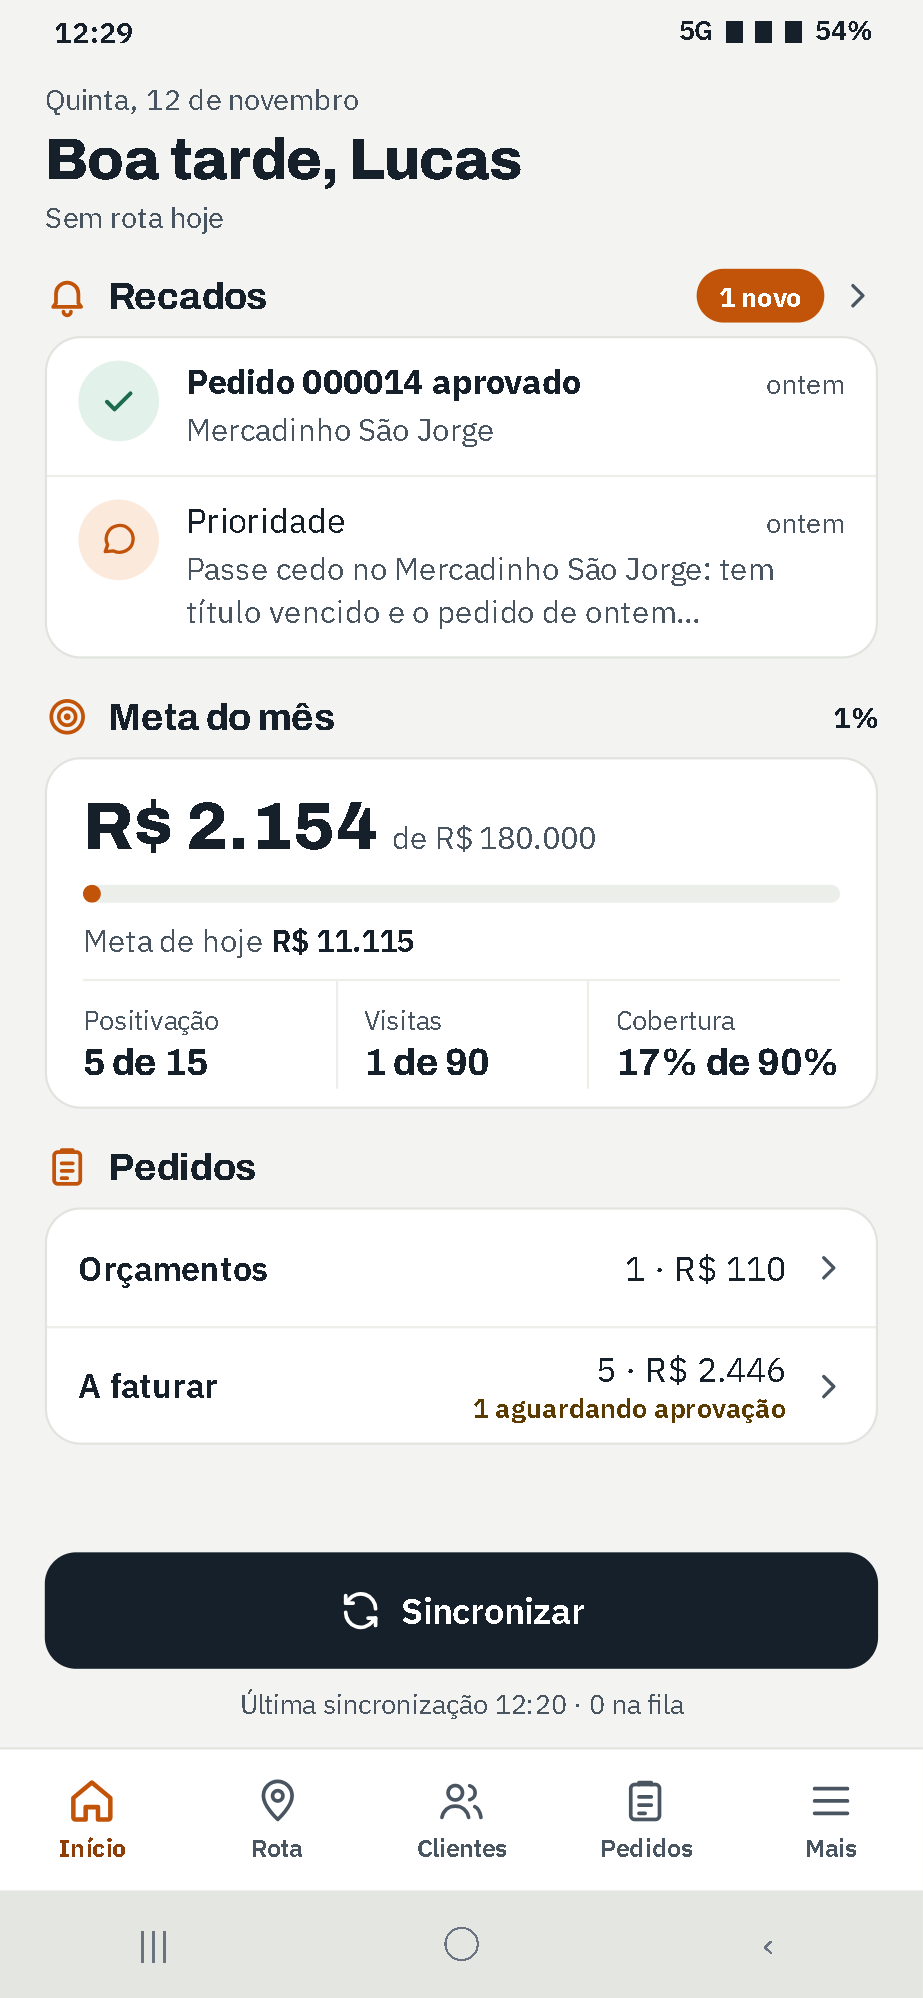 12:29
5G 54%
Quinta, 12 de novembro
Boa tarde, Lucas
Sem rota hoje
Recados
1 novo
Pedido 000014 aprovado
ontem
Mercadinho São Jorge
Prioridade
ontem
Passe cedo no Mercadinho São Jorge: tem
título vencido e o pedido de ontem...
Meta do mês
1%
R$ 2.154 de R$ 180.000
Meta de hoje R$ 11.115
Positivação
5 de 15
Visitas
1 de 90
Cobertura
17% de 90%
Pedidos
Orçamentos
1 · R$ 110
A faturar
5 · R$ 2.446
1 aguardando aprovação
Sincronizar
Última sincronização 12:20 · 0 na fila
Início
Rota
Clientes
Pedidos
Mais